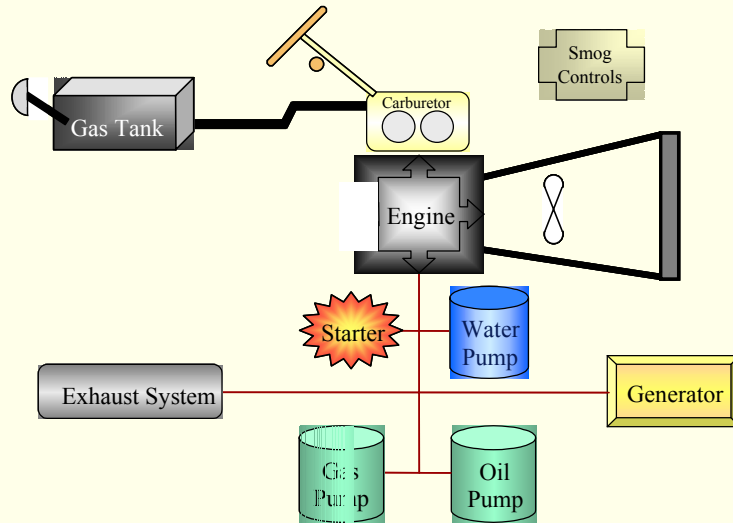 Smog
Controls
Carburetor
Gas Tank
Engine
Starter
Water
Pump
Exhaust System
Generator
Gas
Pump
Oil
Pump